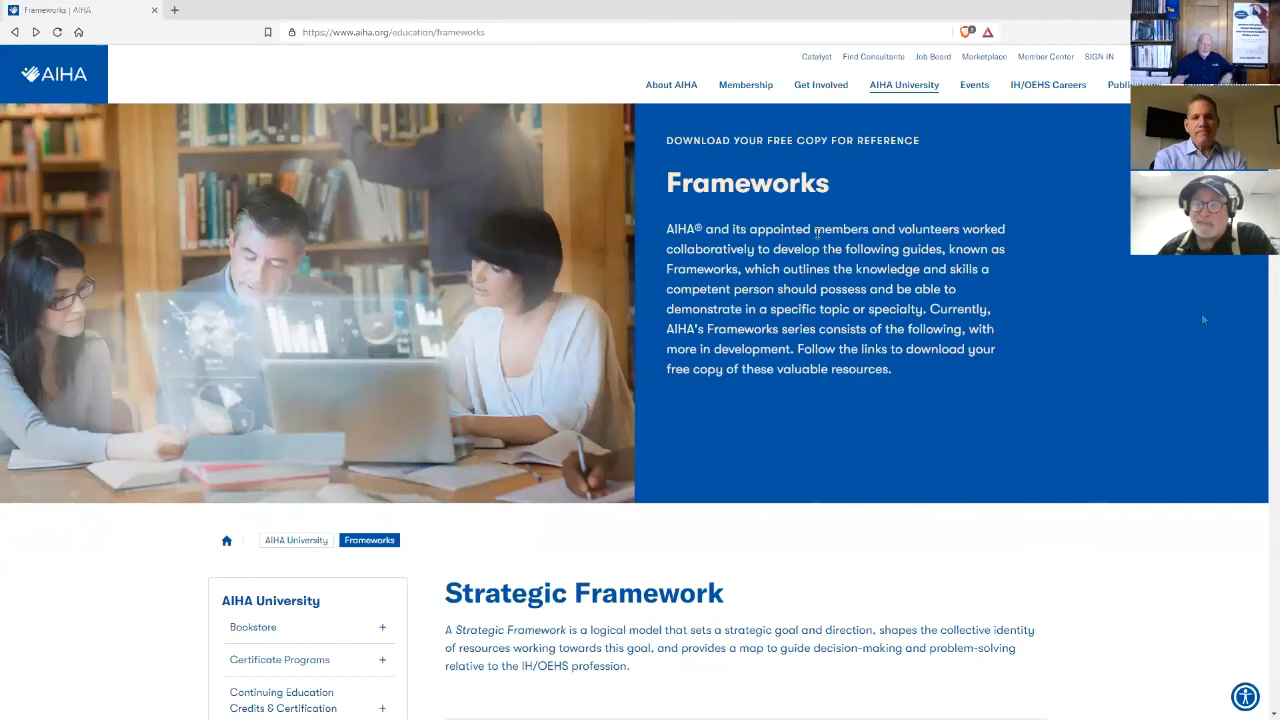 Frameworks | AIHA
https://www.aiha.org/education/frameworks
AIHA
Catalyst Find Consultants Job Board Marketplace Member Center SIGN IN
About AIHA Membership Get Involved AIHA University Events IH/OEHS Careers
DOWNLOAD YOUR FREE COPY FOR REFERENCE
Frameworks
AIHA® and its appointed members and volunteers worked
collaboratively to develop the following guides, known as
Frameworks, which outlines the knowledge and skills a
competent person should possess and be able to
demonstrate in a specific topic or specialty. Currently,
AIHA's Frameworks series consists of the following, with
more in development. Follow the links to download your
free copy of these valuable resources.
AIHA University Frameworks
AIHA University
Bookstore +
Certificate Programs +
Continuing Education
Credits & Certification +
Strategic Framework
A Strategic Framework is a logical model that sets a strategic goal and direction, shapes the collective identity
of resources working towards this goal, and provides a map to guide decision-making and problem-solving
relative to the IH/OEHS profession.